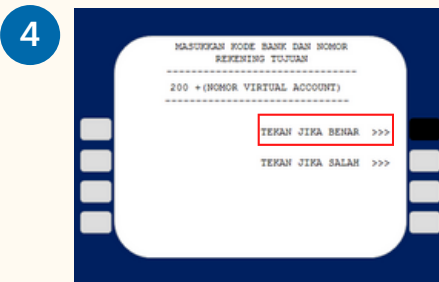 4
MASUKKAN KODE BANK DAN NOMOR
REKENING TUJUAN
--------------------------------
200 +(NOMOR VIRTUAL ACCOUNT)
-------------------------------
TEKAN JIKA BENAR >>>
TEKAN JIKA SALAH >>>